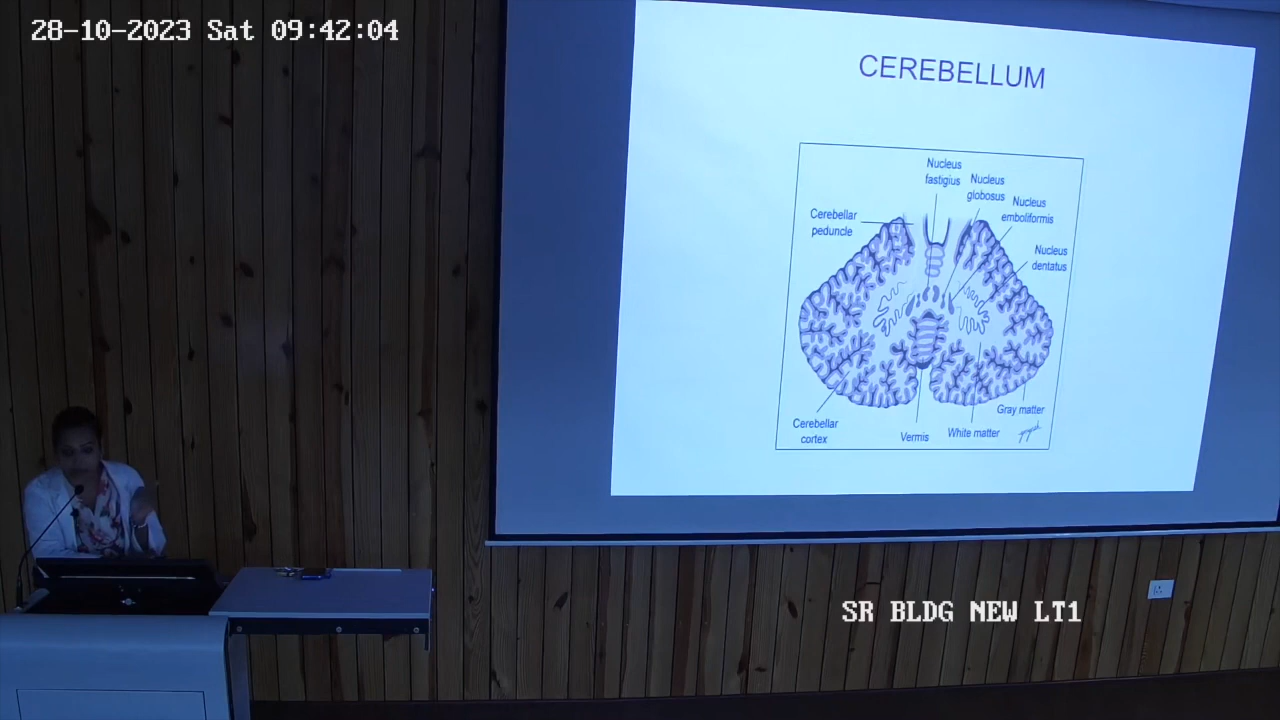 28-10-2023 Sat 09:42:04
CEREBELLUM
Nucleus
fastigius
Nucleus
globosus
Nucleus
emboliformis
Cerebellar
peduncle
Nucleus
dentatus
Gray matter
Cerebellar
cortex
Vermis
White matter
SR BLDG NEW LT1